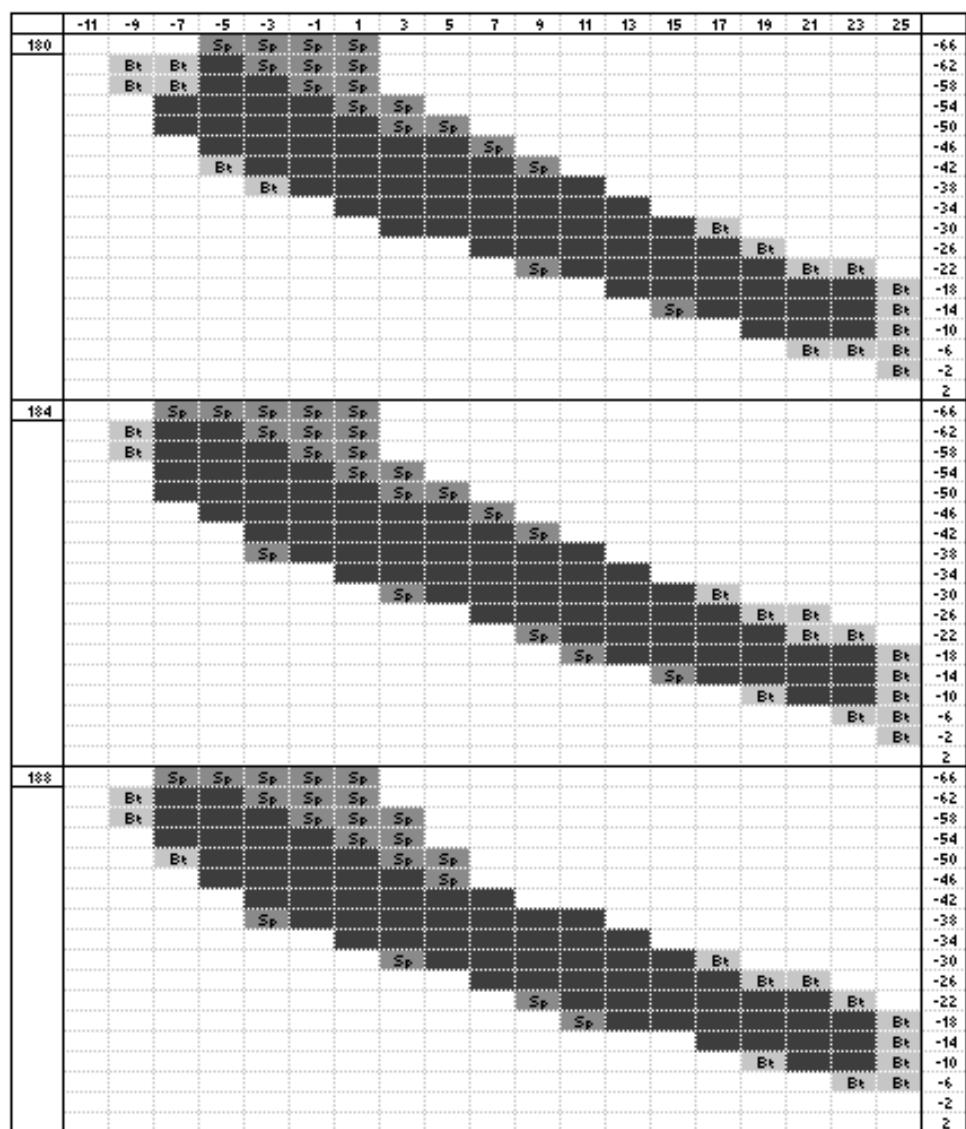 -11 -9 -7 -5 -3 -1 1 3 5 7 9 11 13 15 17 19 21 23 25
180 Sp Sp Sp Sp -66
Bt Bt Sp Sp Sp -62
Bt Bt Sp Sp -58
Sp Sp -54
Sp Sp -50
Sp -46
Bt Sp -42
Bt -38
-34
Bt -30
Bt -26
Sp Bt Bt -22
Bt -18
Sp Bt -14
Bt -10
Bt Bt Bt -6
Bt -2
2
184 Sp Sp Sp Sp Sp -66
Bt Sp Sp Sp -62
Bt Sp Sp -58
Sp Sp -54
Sp Sp -50
Sp -46
Sp -42
Sp -38
-34
Sp Bt -30
Bt Bt -26
Sp Bt Bt -22
Sp Bt -18
Sp Bt -14
Bt Bt -10
Bt Bt -6
Bt -2
2
188 Sp Sp Sp Sp Sp -66
Bt Sp Sp Sp -62
Bt Sp Sp Sp -58
Sp Sp -54
Bt Sp Sp -50
Sp -46
-42
Sp -38
-34
Sp Bt -30
Bt Bt -26
Sp Bt -22
Sp Bt -18
Bt -14
Bt Bt -10
Bt Bt -6
-2
2